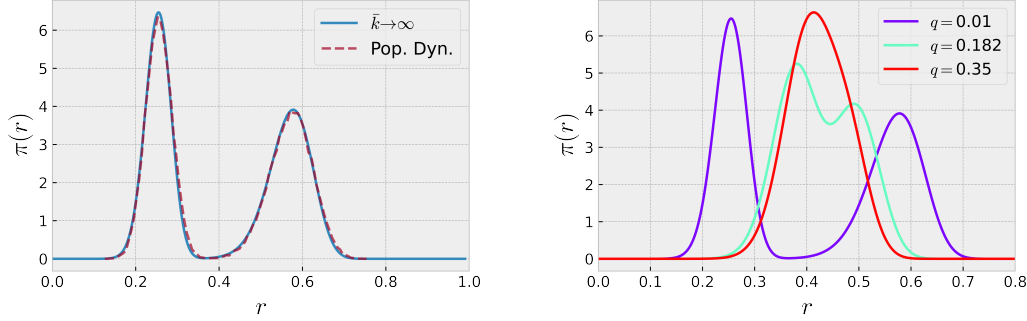 k̄→∞
Pop. Dyn.
π(r)
6
5
4
3
2
1
0
0.0 0.2 0.4 0.6 0.8 1.0
r
q = 0.01
q = 0.182
q = 0.35
π(r)
6
5
4
3
2
1
0
0.0 0.1 0.2 0.3 0.4 0.5 0.6 0.7 0.8
r